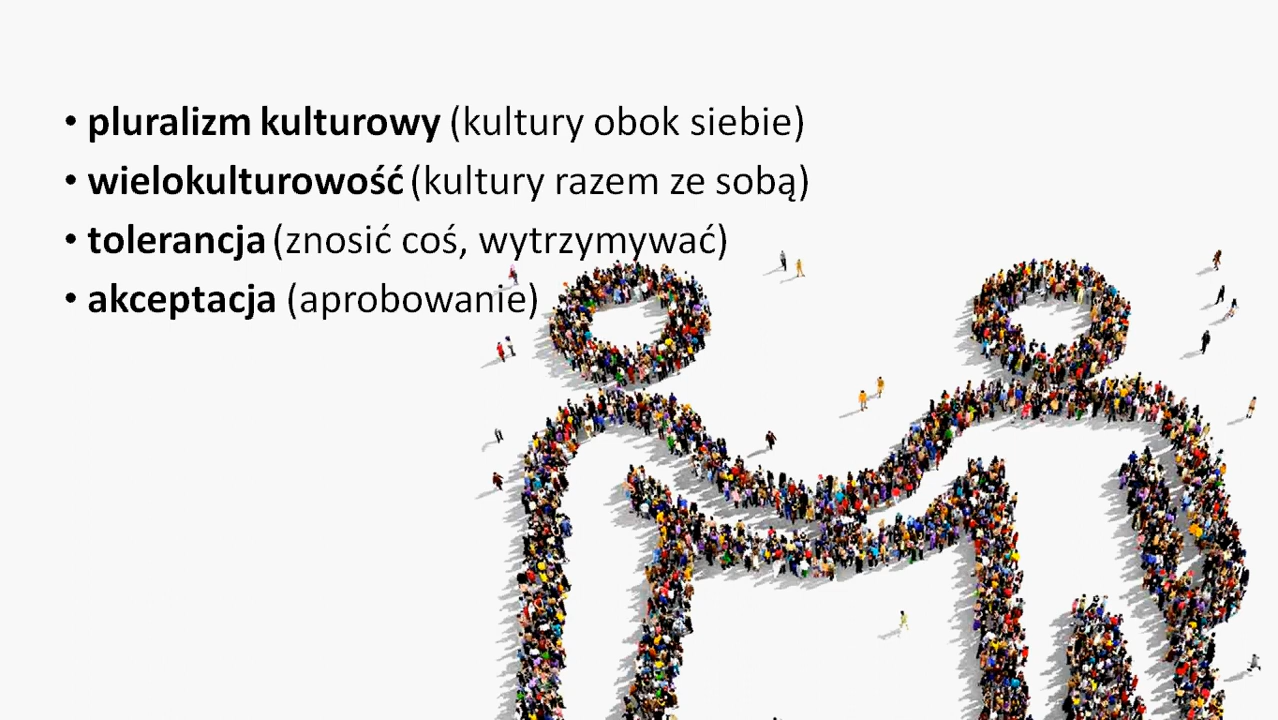 • pluralizm kulturowy (kultury obok siebie)
• wielokulturowość (kultury razem ze sobą)
• tolerancja (znosić coś, wytrzymywać)
• akceptacja (aprobowanie)